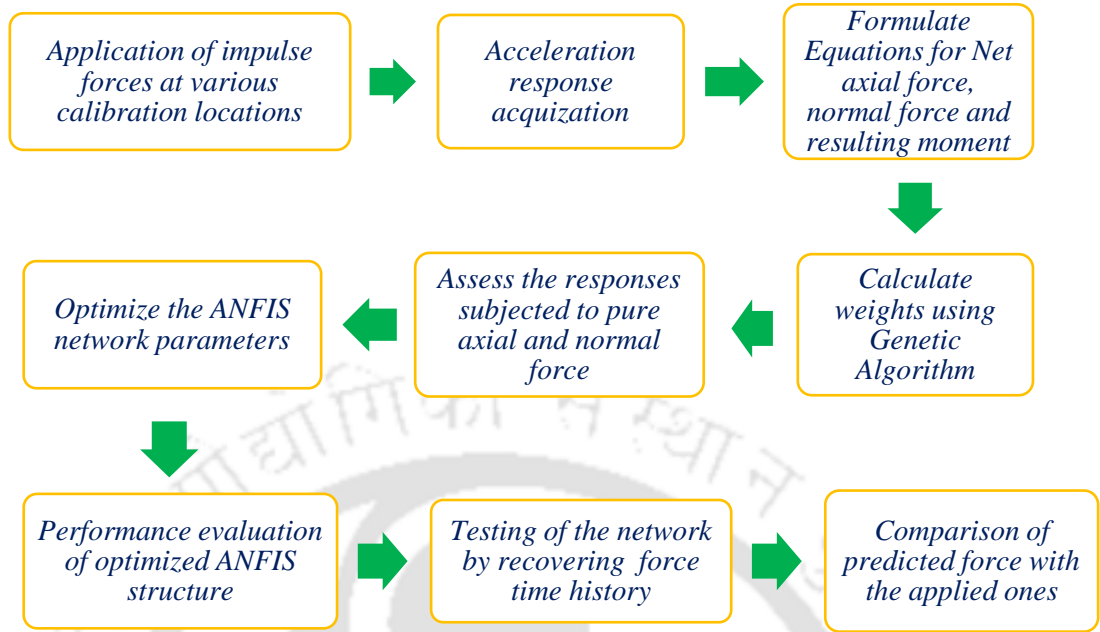 Application of impulse
forces at various
calibration locations
Acceleration
response
acquization
Formulate
Equations for Net
axial force,
normal force and
resulting moment
Calculate
weights using
Genetic
Algorithm
Assess the responses
subjected to pure
axial and normal
force
Optimize the ANFIS
network parameters
Performance evaluation
of optimized ANFIS
structure
Testing of the network
by recovering force
time history
Comparison of
predicted force with
the applied ones